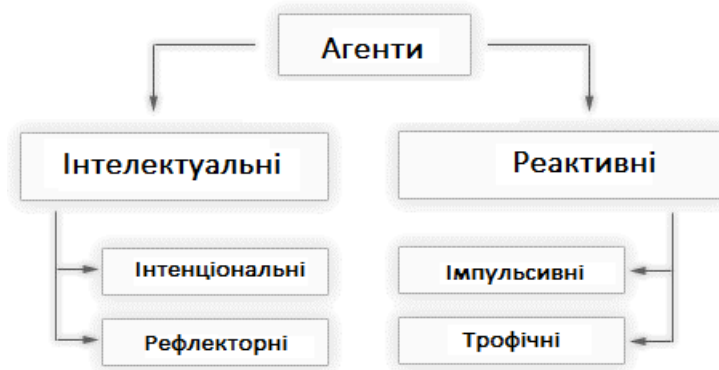 Агенти
Інтелектуальні
Реактивні
Інтенціональні
Імпульсивні
Рефлекторні
Трофічні